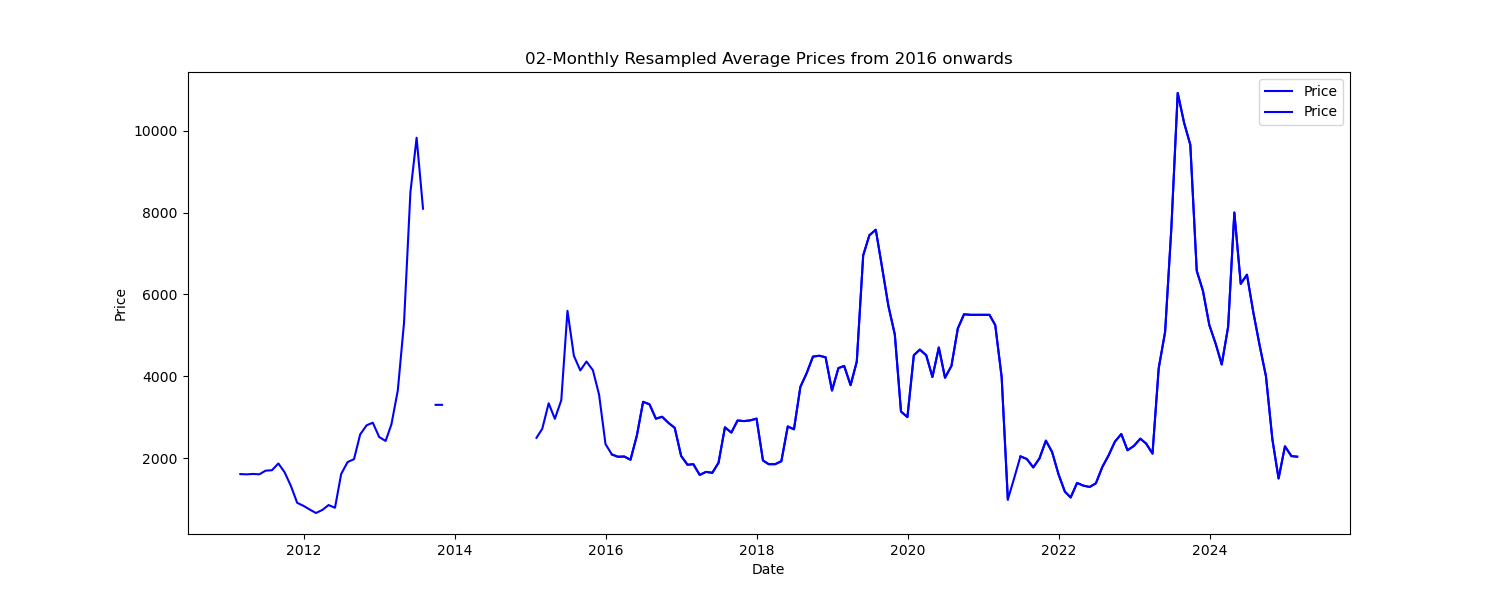 02-Monthly Resampled Average Prices from 2016 onwards
Price
Price
10000
8000
6000
4000
2000
Price
2012
2014
2016
2018
2020
2022
2024
Date